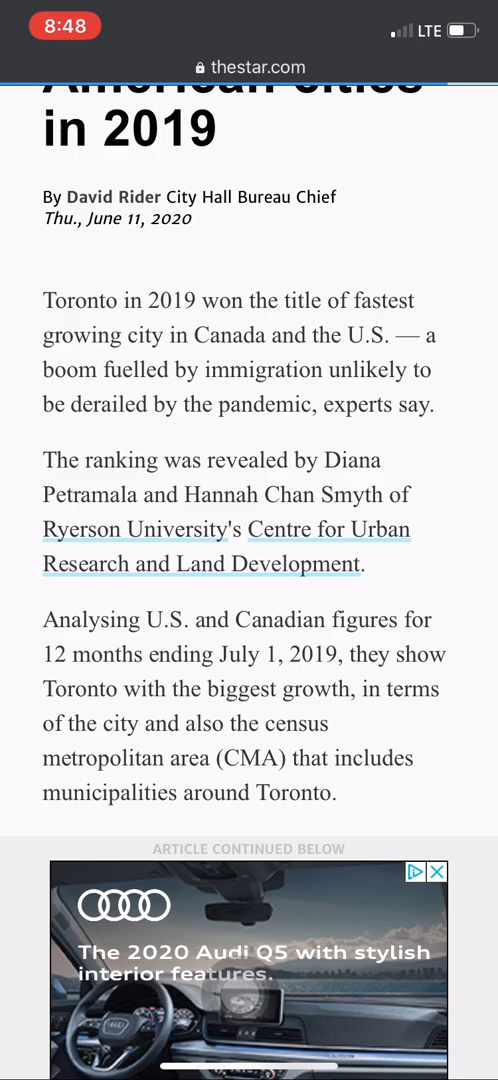 8:48
LTE
thestar.com
American cities
in 2019
By David Rider City Hall Bureau Chief
Thu., June 11, 2020
Toronto in 2019 won the title of fastest
growing city in Canada and the U.S. — a
boom fuelled by immigration unlikely to
be derailed by the pandemic, experts say.
The ranking was revealed by Diana
Petramala and Hannah Chan Smyth of
Ryerson University's Centre for Urban
Research and Land Development.
Analysing U.S. and Canadian figures for
12 months ending July 1, 2019, they show
Toronto with the biggest growth, in terms
of the city and also the census
metropolitan area (CMA) that includes
municipalities around Toronto.
ARTICLE CONTINUED BELOW
The 2020 Audi Q5 with stylish
interior features.